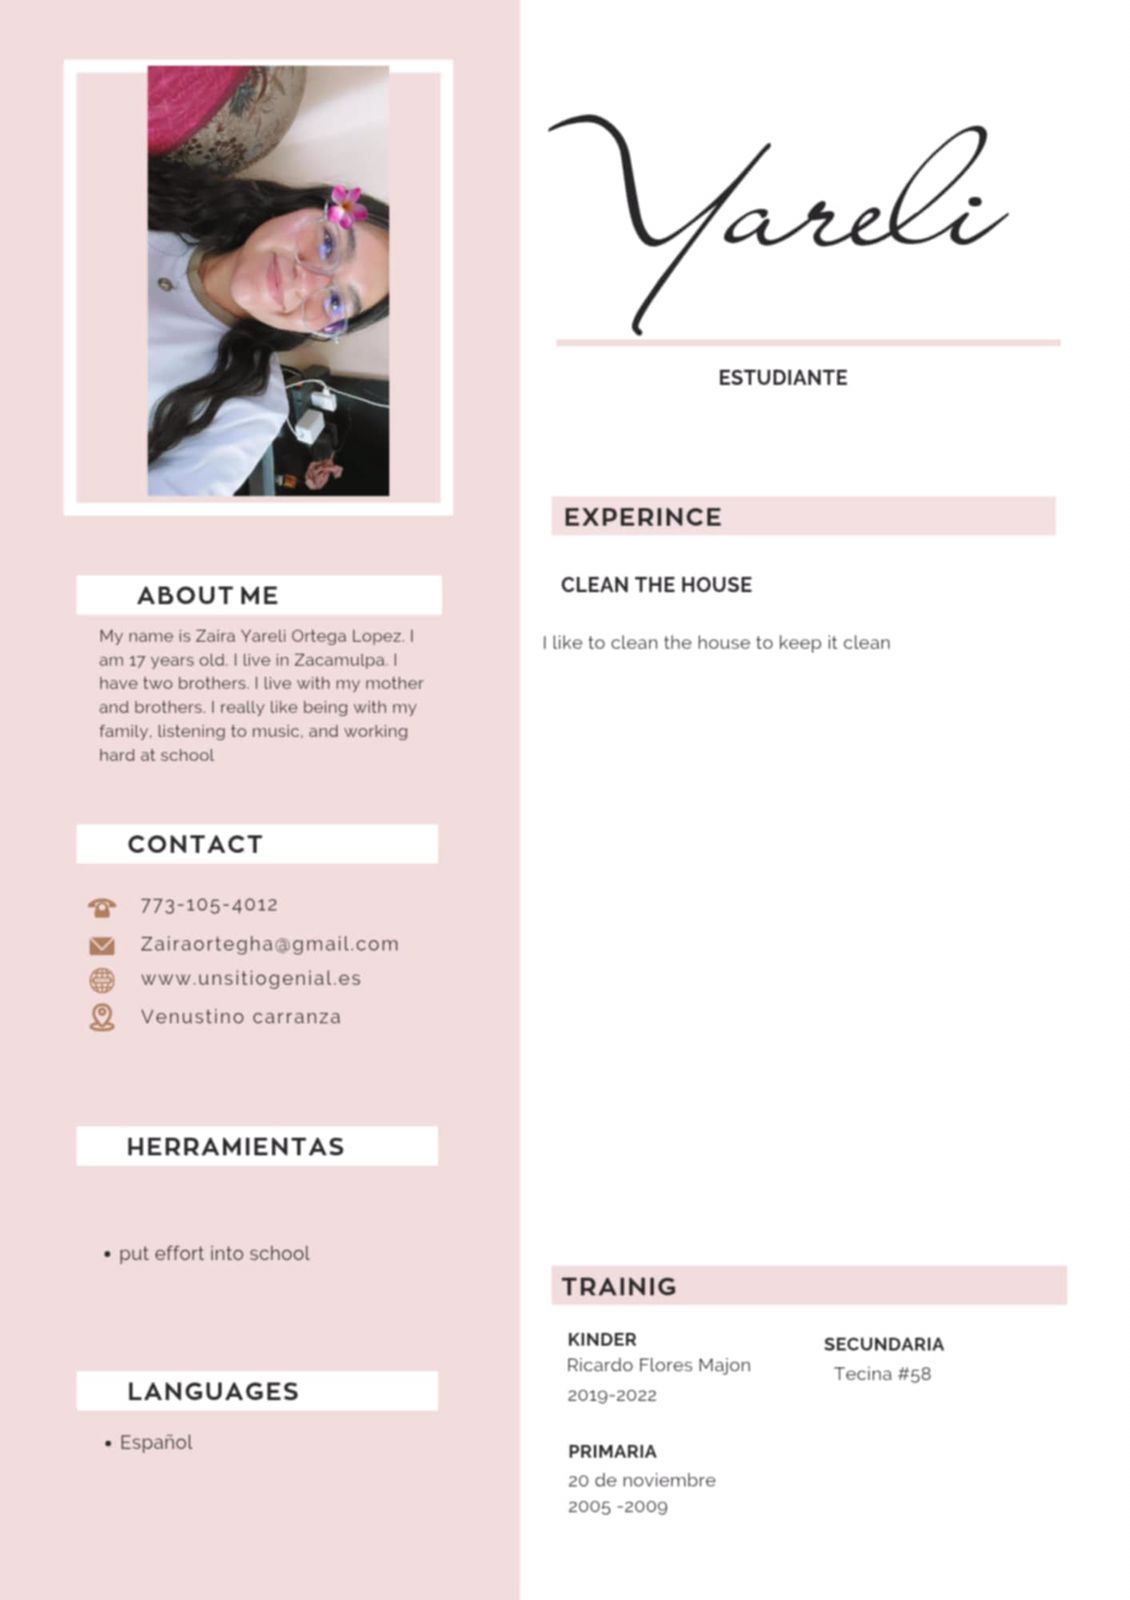 Yareli
ESTUDIANTE
ABOUT ME
My name is Zaira Yareli Ortega Lopez. I
am 17 years old. I live in Zacamulpa. I
have two brothers. I live with my mother
and brothers. I really like being with my
family, listening to music, and working
hard at school
CONTACT
773-105-4012
Zairaortegha@gmail.com
www.unsitiogenial.es
Venustino carranza
HERRAMIENTAS
• put effort into school
LANGUAGES
• Español
EXPERINCE
CLEAN THE HOUSE
I like to clean the house to keep it clean
TRAINIG
KINDER
Ricardo Flores Majon
2019-2022
PRIMARIA
20 de noviembre
2005 -2009
SECUNDARIA
Tecina #58